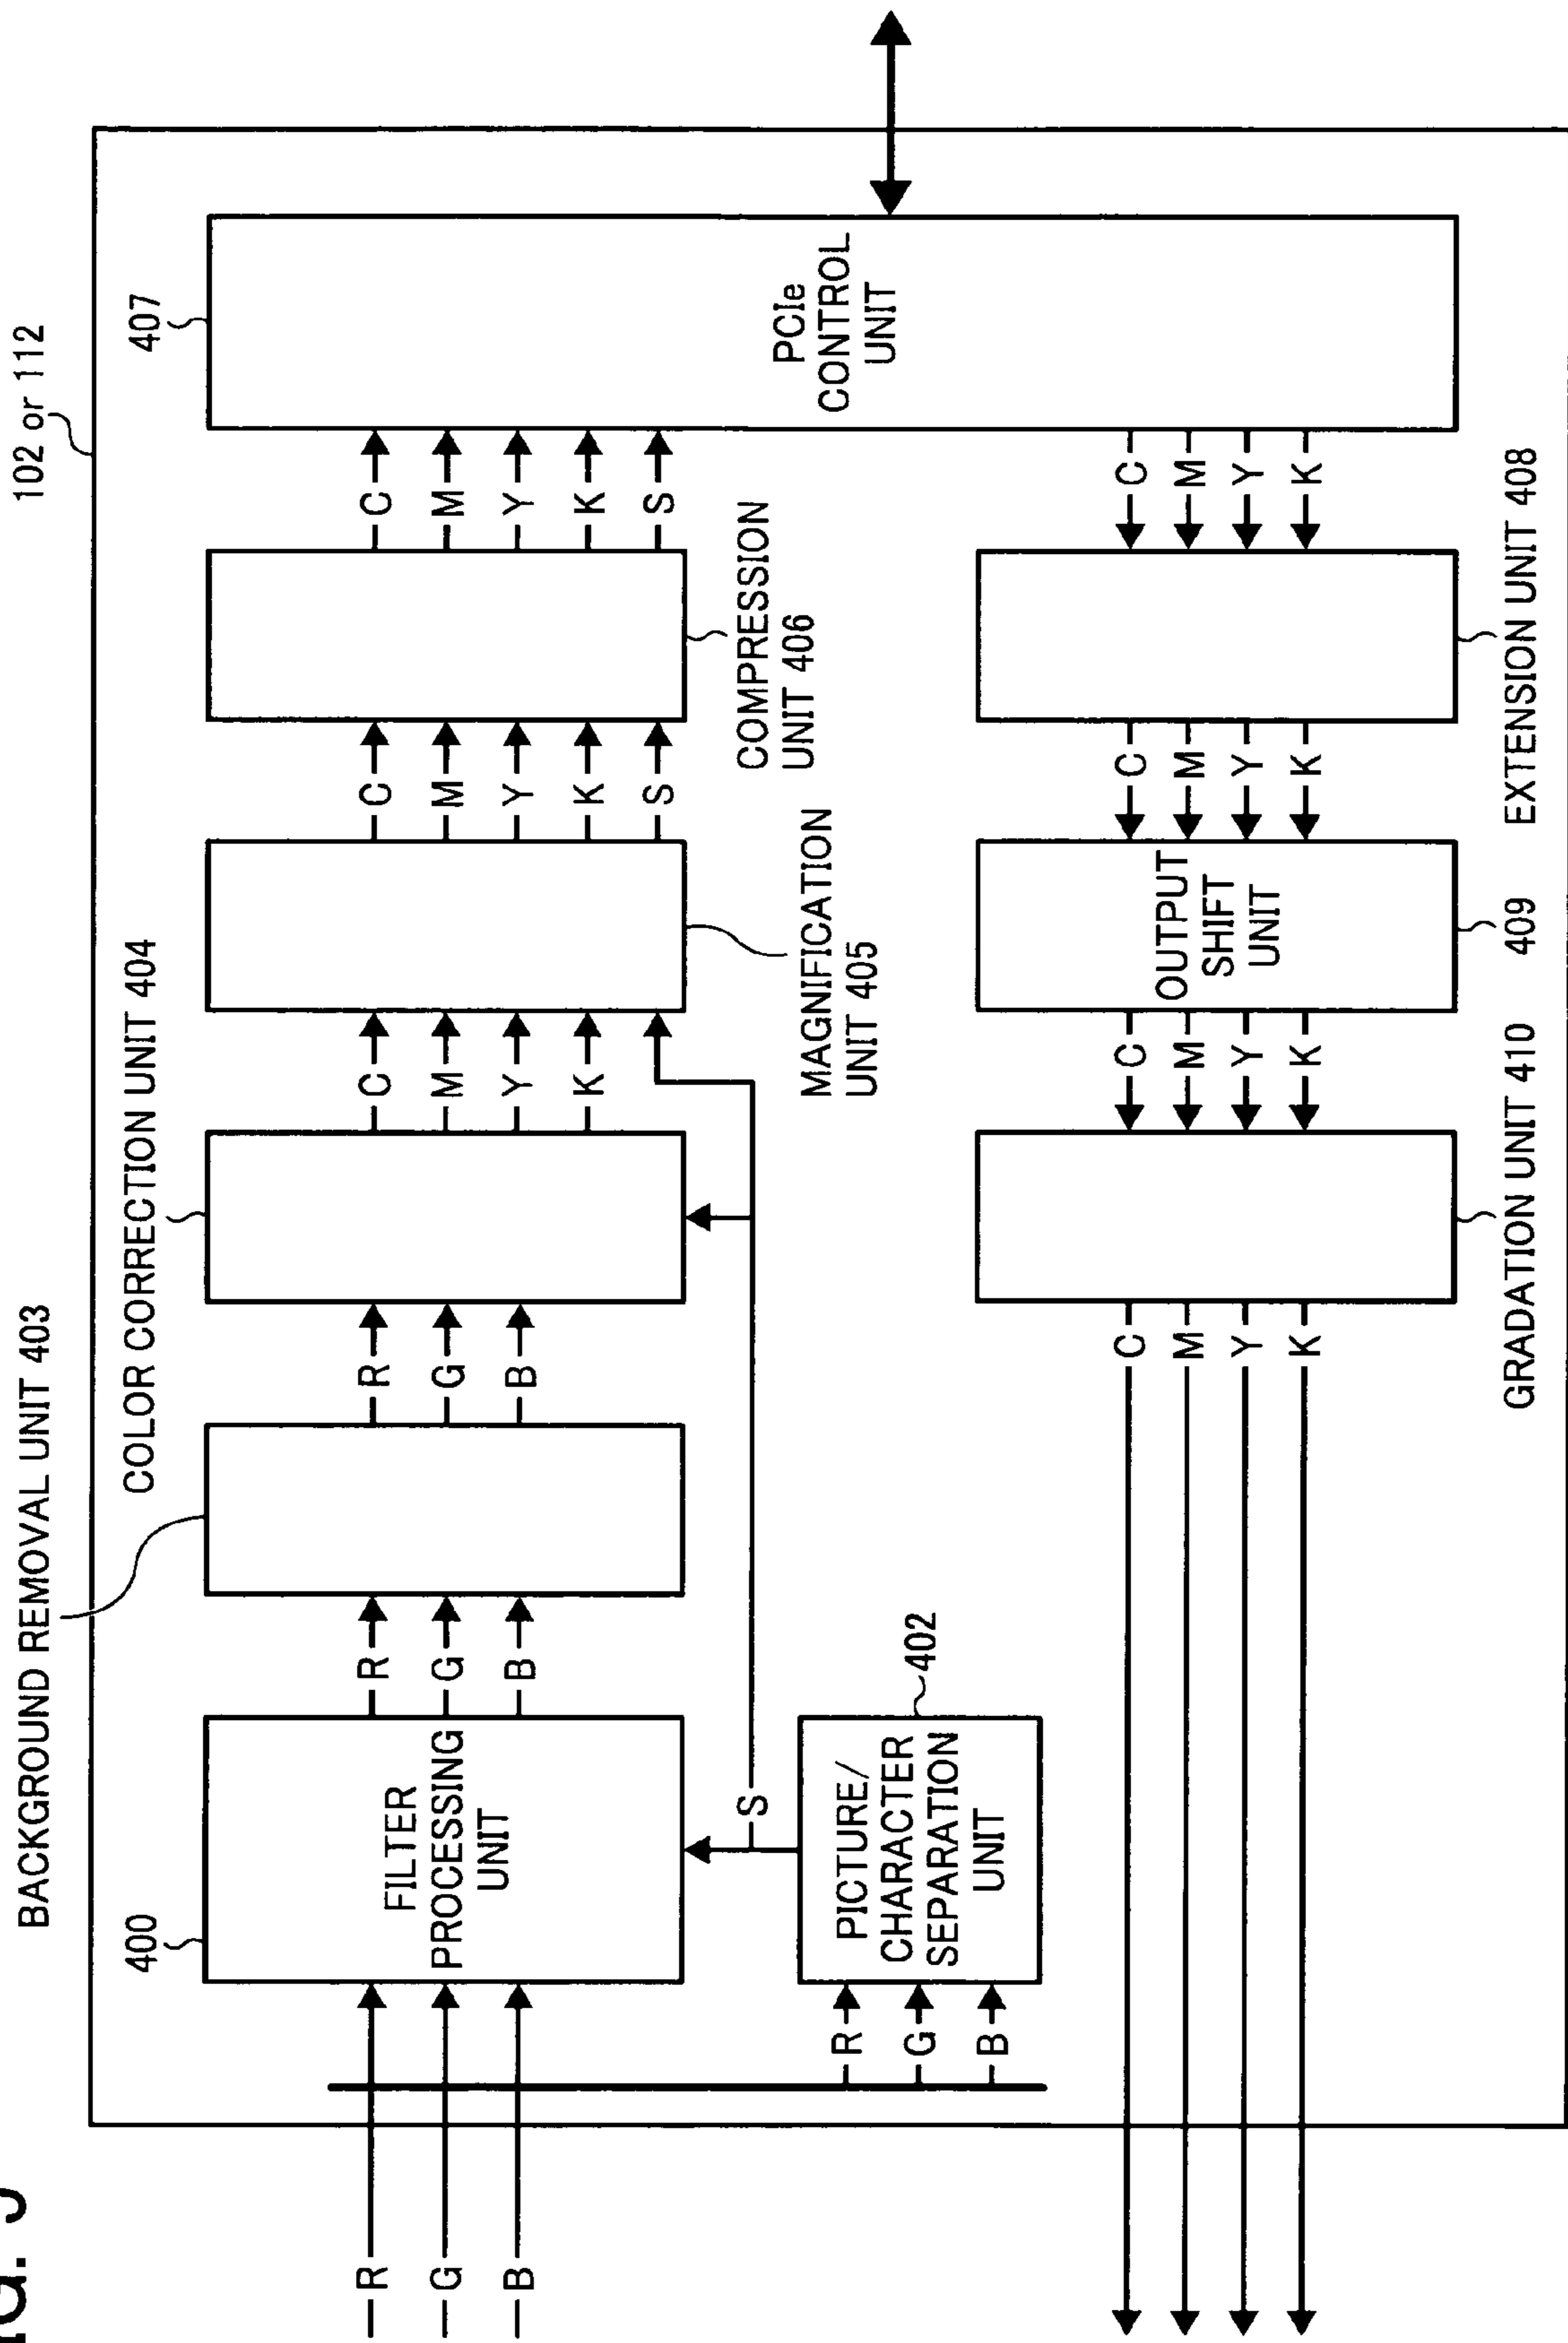 102 or 112
BACKGROUND REMOVAL UNIT 403
COLOR CORRECTION UNIT 404
400
407
R
G
B
FILTER
PROCESSING
UNIT
R
G
B
R
G
B
C
M
Y
K
MAGNIFICATION
UNIT 405
C
M
Y
K
S
COMPRESSION
UNIT 406
C
M
Y
K
S
PCIe
CONTROL
UNIT
S
R
G
B
PICTURE/
CHARACTER
SEPARATION
UNIT
402
C
M
Y
K
GRADATION UNIT 410
C
M
Y
K
OUTPUT
SHIFT
UNIT
409
C
M
Y
K
EXTENSION UNIT 408
C
M
Y
K